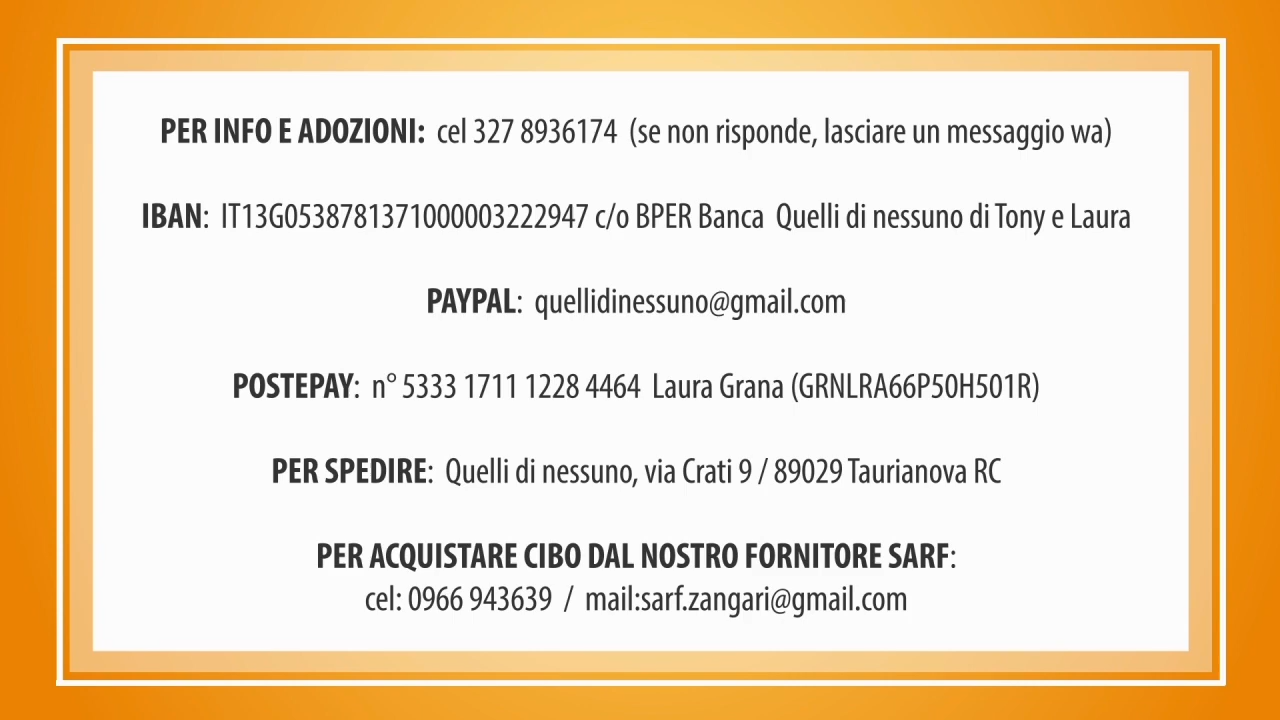 PER INFO E ADOZIONI: cel 327 8936174 (se non risponde, lasciare un messaggio wa)
IBAN: IT13G0538781371000003222947 c/o BPER Banca Quelli di nessuno di Tony e Laura
PAYPAL: quellidinessuno@gmail.com
POSTEPAY: n° 5333 1711 1228 4464 Laura Grana (GRNLRA66P50H501R)
PER SPEDIRE: Quelli di nessuno, via Crati 9 / 89029 Taurianova RC
PER ACQUISTARE CIBO DAL NOSTRO FORNITORE SARF:
cel: 0966 943639 / mail:sarf.zangari@gmail.com